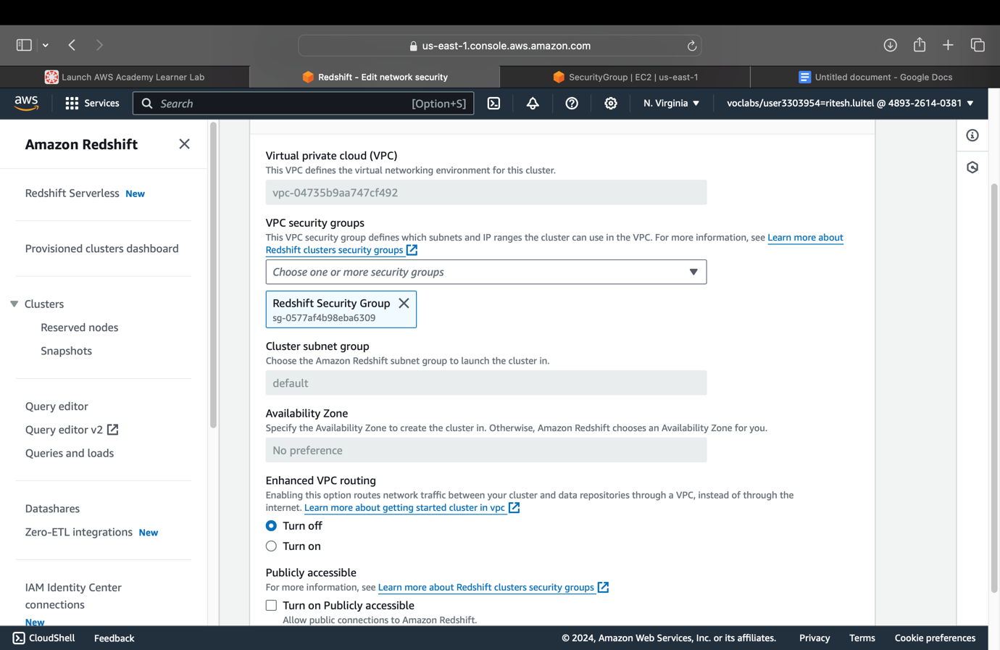 us-east-1.console.aws.amazon.com
Launch AWS Academy Learner Lab
Redshift - Edit network security
SecurityGroup | EC2 | us-east-1
Untitled document - Google Docs
aws
Services
Search
[Option+S]
N. Virginia
voclabs/user3303954=ritesh.luitel @ 4893-2614-0381
Amazon Redshift
Redshift Serverless New
Provisioned clusters dashboard
Clusters
Reserved nodes
Snapshots
Query editor
Query editor v2
Queries and loads
Datashares
Zero-ETL integrations New
IAM Identity Center
connections
New
Virtual private cloud (VPC)
This VPC defines the virtual networking environment for this cluster.
vpc-04735b9aa747cf492
VPC security groups
This VPC security group defines which subnets and IP ranges the cluster can use in the VPC. For more information, see Learn more about
Redshift clusters security groups
Choose one or more security groups
Redshift Security Group
sg-0577af4b98eba6309
Cluster subnet group
Choose the Amazon Redshift subnet group to launch the cluster in.
default
Availability Zone
Specify the Availability Zone to create the cluster in. Otherwise, Amazon Redshift chooses an Availability Zone for you.
No preference
Enhanced VPC routing
Enabling this option routes network traffic between your cluster and data repositories through a VPC, instead of through the
internet. Learn more about getting started cluster in vpc
Turn off
Turn on
Publicly accessible
For more information, see Learn more about Redshift clusters security groups
Turn on Publicly accessible
Allow public connections to Amazon Redshift.
CloudShell
Feedback
© 2024, Amazon Web Services, Inc. or its affiliates.
Privacy
Terms
Cookie preferences